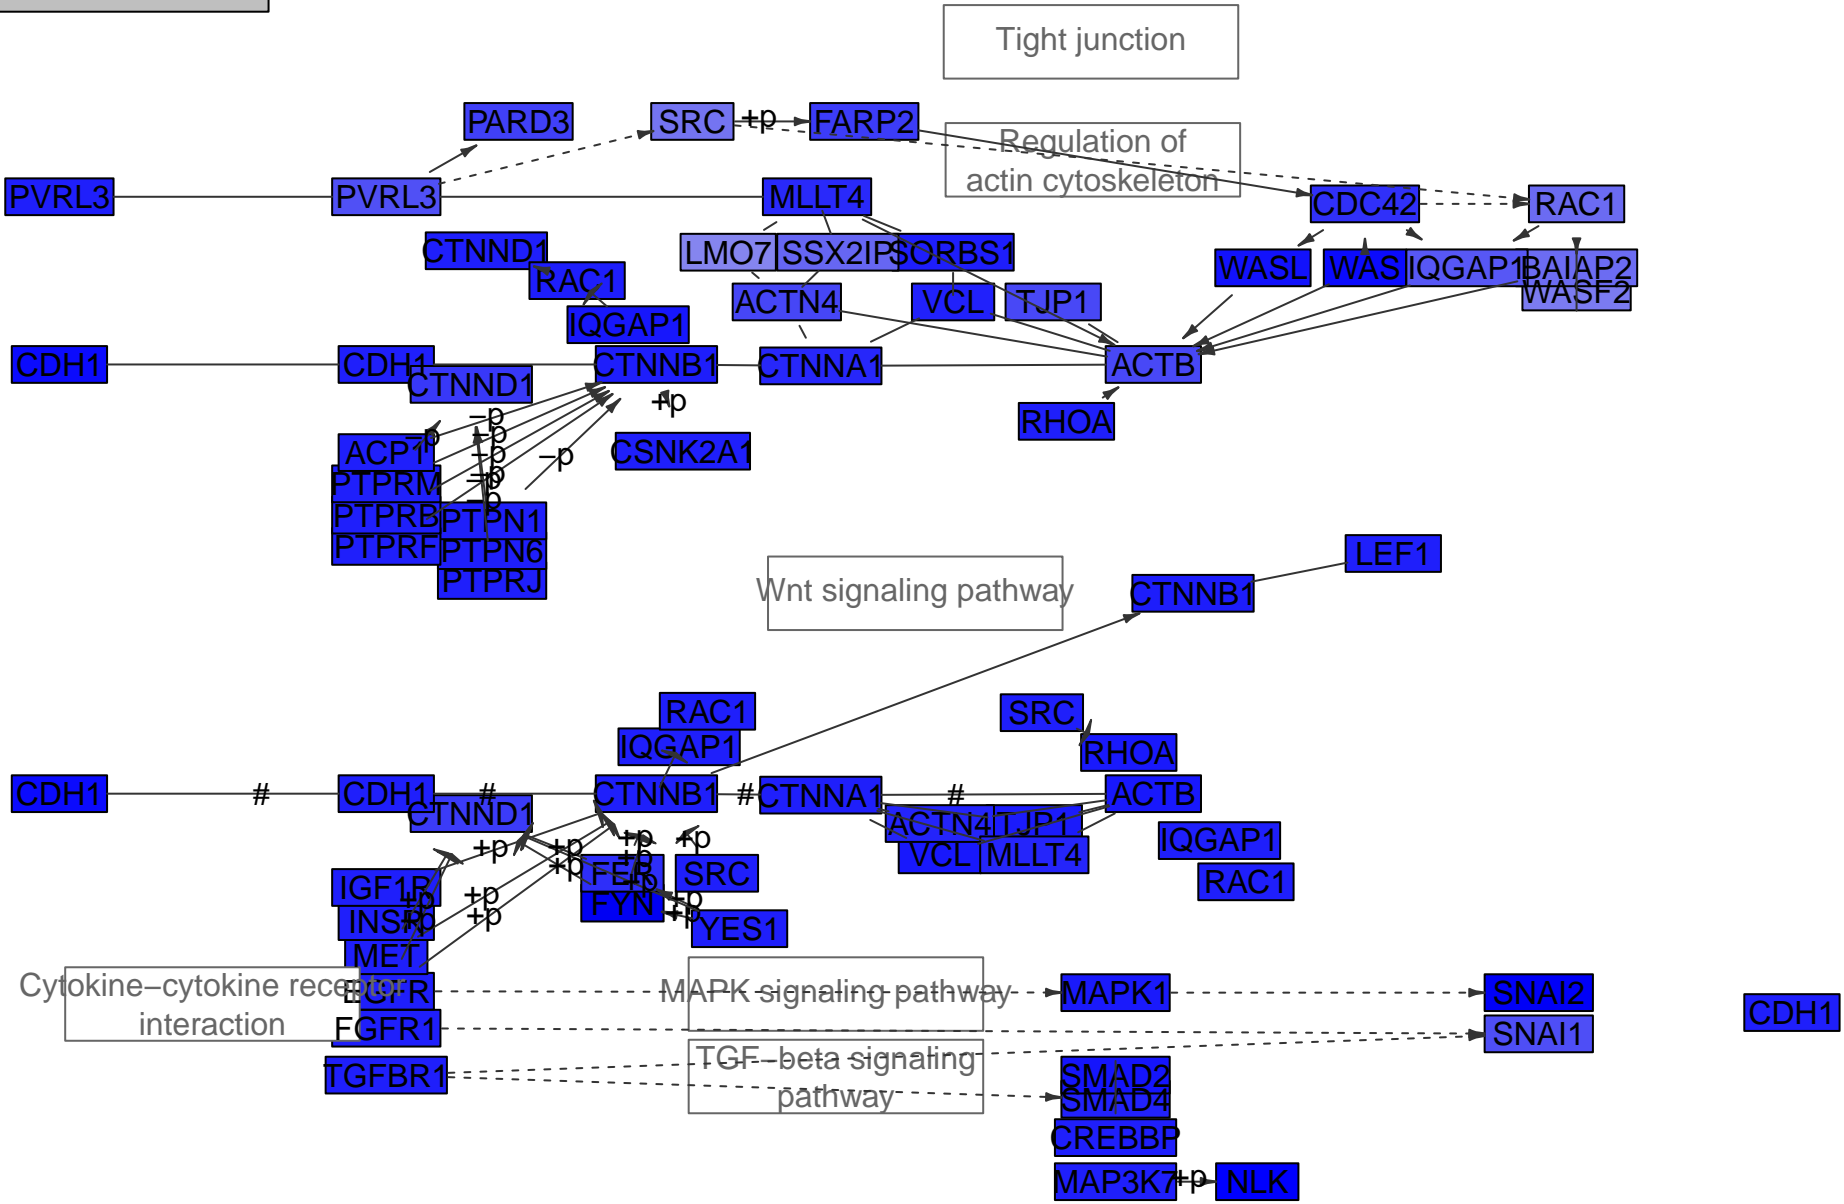 Tight junction
PARD3
SRC
+p
FARP2
Regulation of
actin cytoskeleton
PVRL3
PVRL3
MLLT4
CDC42
RAC1
CTNND1
LMO7
SSX2IP
SORBS1
WASL
WAS
IQGAP1
BAIAP2
WASF2
RAC1
ACTN4
VCL
TJP1
IQGAP1
CDH1
CDH1
CTNND1
CTNNB1
CTNNA1
ACTB
+p
RHOA
−p
−p
−p
−p
−p
−p
−p
−p
ACP1
CSNK2A1
PTPRM
PTPRB
PTPN1
PTPRF
PTPN6
PTPRJ
LEF1
Wnt signaling pathway
CTNNB1
RAC1
SRC
IQGAP1
RHOA
CDH1
#
CDH1
#
CTNND1
CTNNB1
#
CTNNA1
#
ACTB
ACTN4
TJP1
VCL
MLLT4
IQGAP1
RAC1
+p
+p
+p
+p
+p
+p
+p
FER
SRC
IGF1R
+p
+p
+p
+p
FYN
+p
+p
YES1
INSR
MET
Cytokine−cytokine receptor
interaction
EGFR
MAPK signaling pathway
MAPK1
SNAI2
CDH1
FGFR1
SNAI1
TGF−beta signaling
pathway
TGFBR1
SMAD2
SMAD4
CREBBP
MAP3K7
+p
NLK